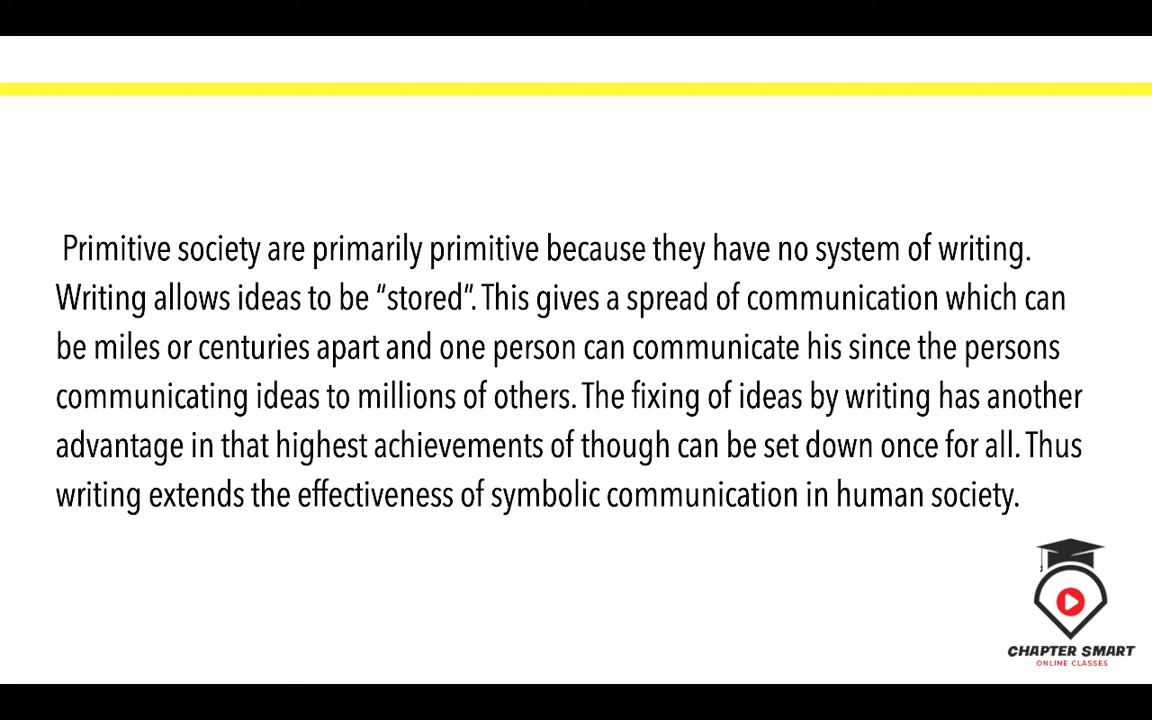 Primitive society are primarily primitive because they have no system of writing.
Writing allows ideas to be “stored”. This gives a spread of communication which can
be miles or centuries apart and one person can communicate his since the persons
communicating ideas to millions of others. The fixing of ideas by writing has another
advantage in that highest achievements of though can be set down once for all. Thus
writing extends the effectiveness of symbolic communication in human society.
CHAPTER SMART
ONLINE CLASSES